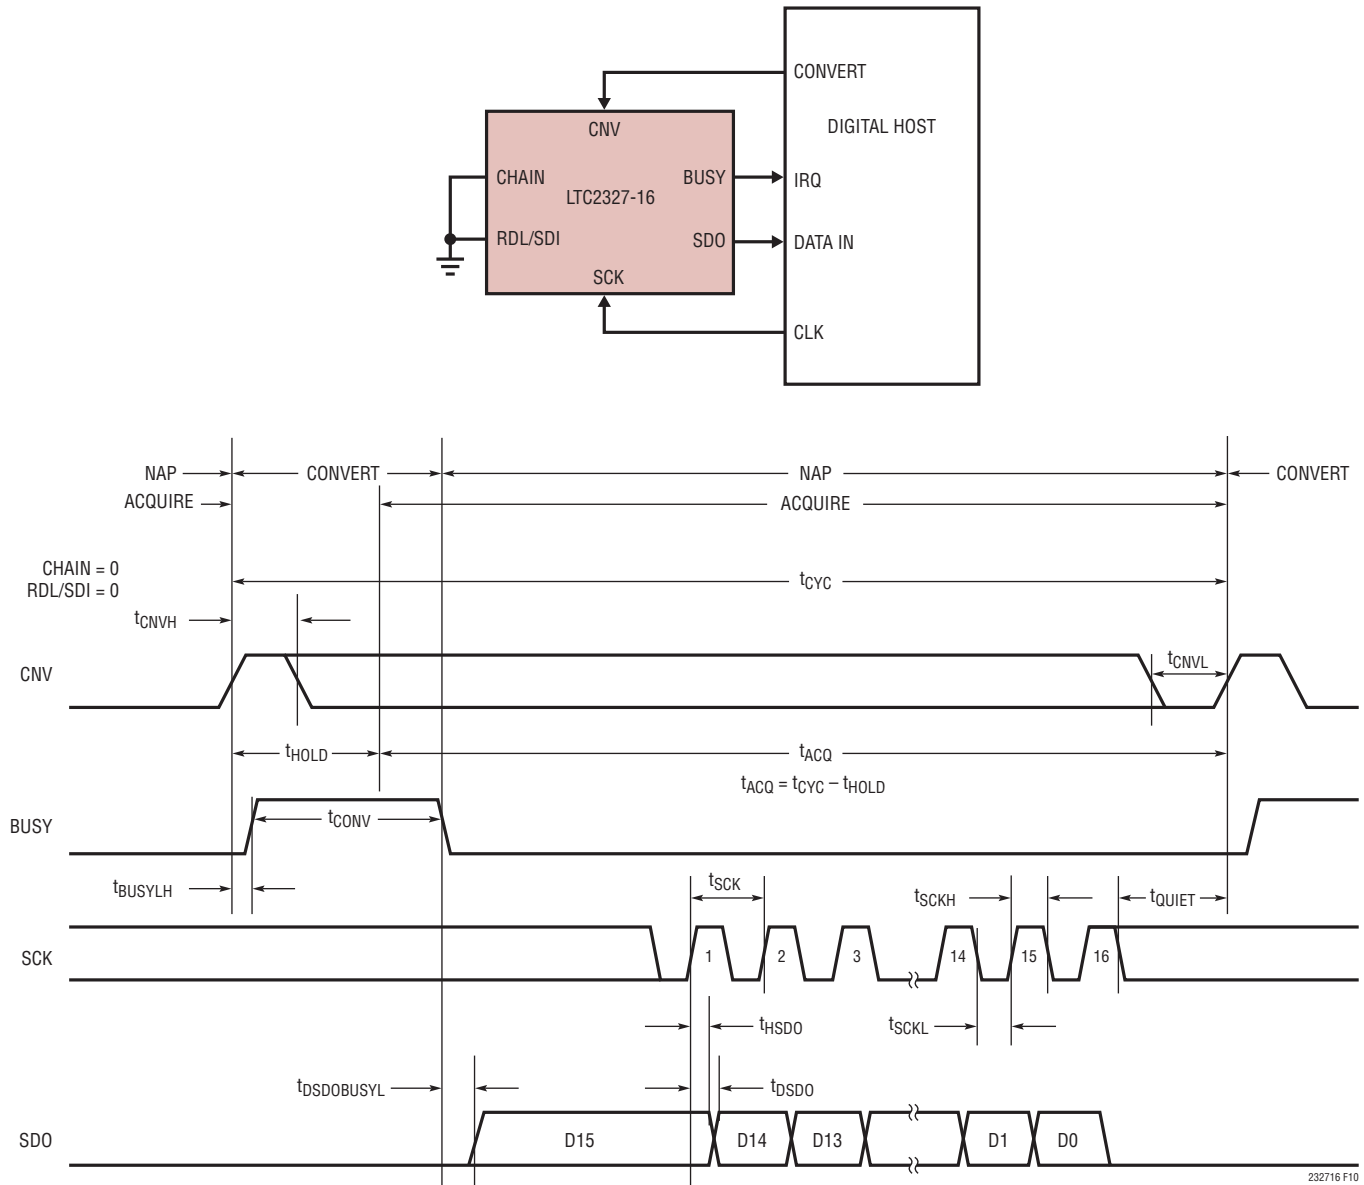 CONVERT
DIGITAL HOST
CNV
CHAIN
BUSY
IRQ
LTC2327-16
RDL/SDI
SDO
DATA IN
SCK
CLK
NAP
CONVERT
NAP
CONVERT
ACQUIRE
ACQUIRE
CHAIN = 0
RDL/SDI = 0
tCYC
tCNVH
CNV
tCNVL
tHOLD
tACQ
tACQ = tCYC – tHOLD
BUSY
tCONV
tBUSYLH
tSCK
tSCKH
tQUIET
SCK
1
2
3
14
15
16
tHSDO
tSCKL
tDSDOBUSYL
tDSDO
SDO
D15
D14
D13
D1
D0
232716 F10